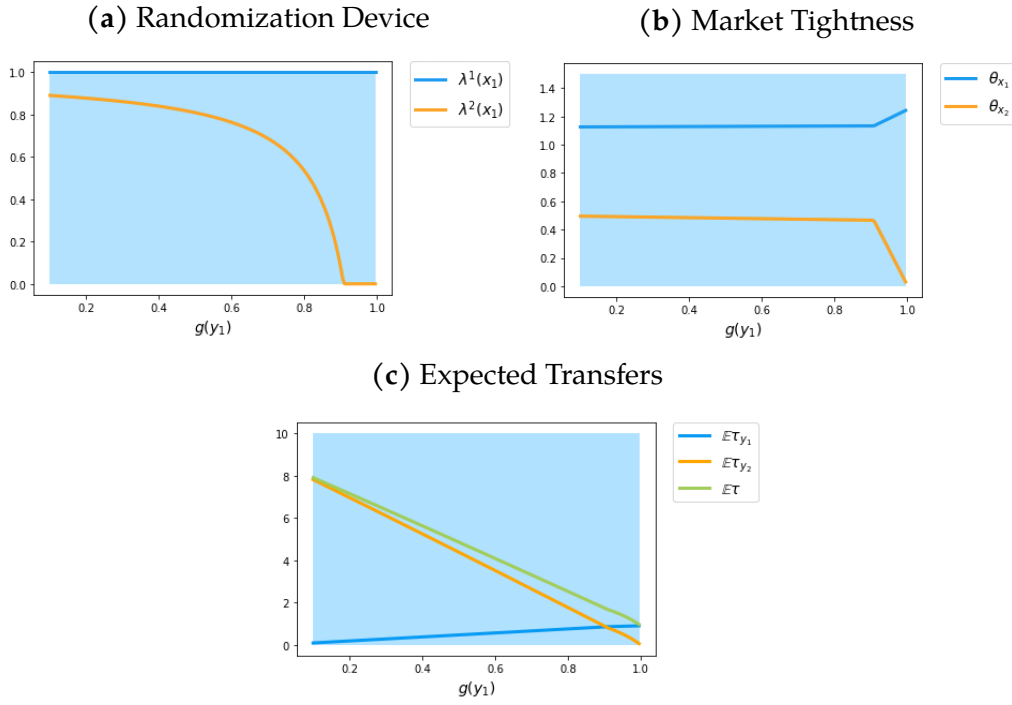 (a) Randomization Device
1.0
0.8
0.6
0.4
0.2
0.0
0.2 0.4 0.6 0.8 1.0
g(y₁)
λ¹(x₁)
λ²(x₁)
(b) Market Tightness
1.4
1.2
1.0
0.8
0.6
0.4
0.2
0.0
0.2 0.4 0.6 0.8 1.0
g(y₁)
θₓ₁
θₓ₂
(c) Expected Transfers
10
8
6
4
2
0
0.2 0.4 0.6 0.8 1.0
g(y₁)
𝔼τ_y₁
𝔼τ_y₂
𝔼τ